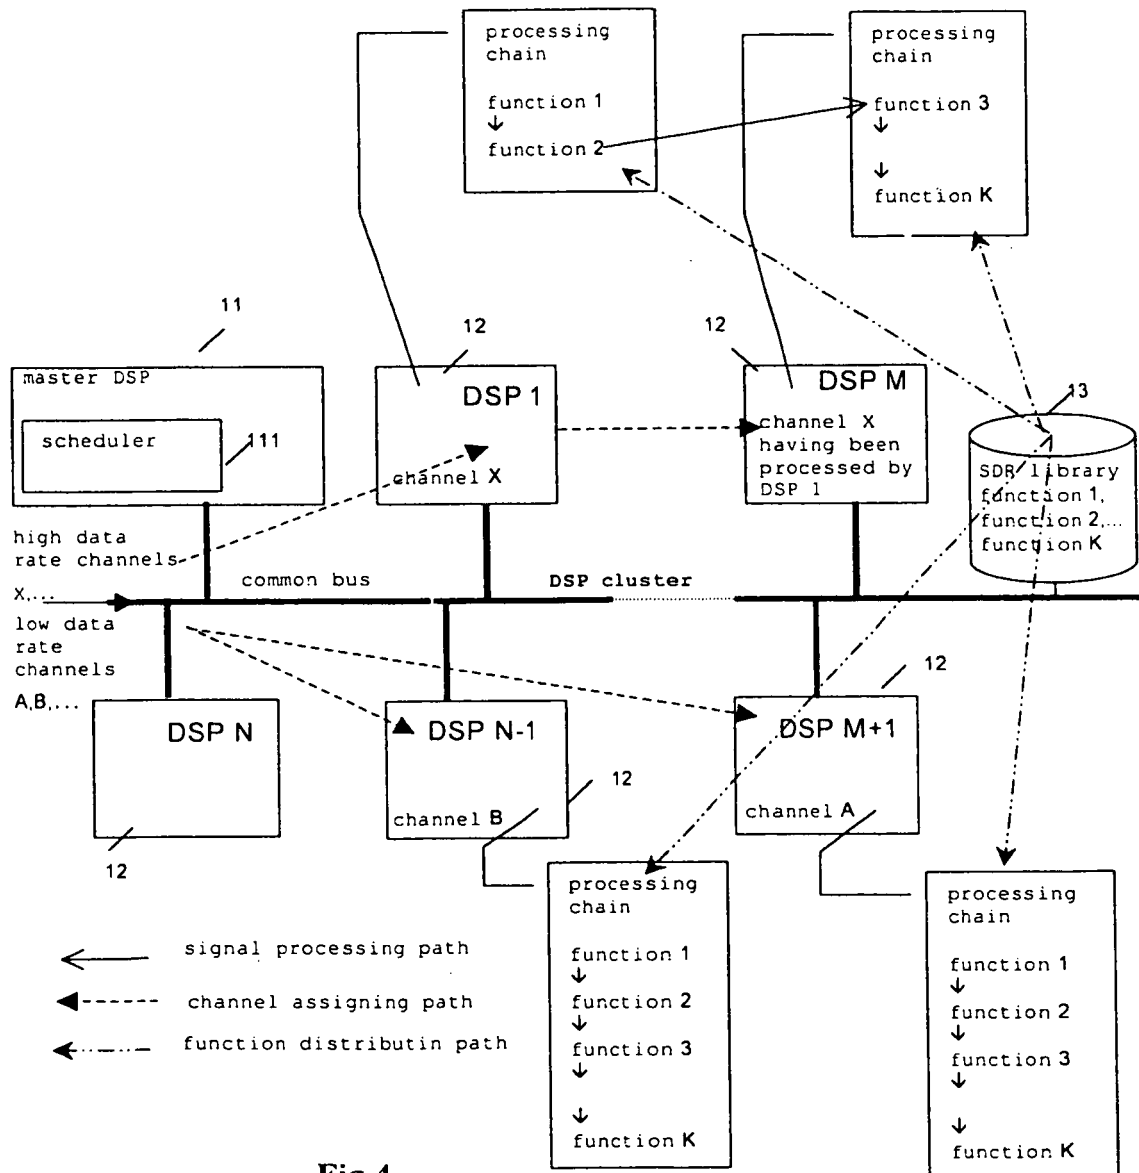 processing
chain
function 1
↓
function 2
processing
chain
function 3
↓
↓
function K
11
12
12
13
master DSP
scheduler
111
DSP 1
channel X
DSP M
channel X
having been
processed by
DSP 1
SDR library
function 1,
function 2,...
function K
high data
rate channels
X,...
common bus
DSP cluster
low data
rate
channels
A,B,...
DSP N
12
DSP N-1
channel B
12
DSP M+1
channel A
12
processing
chain
function 1
↓
function 2
↓
function 3
↓
↓
function K
processing
chain
function 1
↓
function 2
↓
function 3
↓
↓
function K
signal processing path
channel assigning path
function distributin path
Fig 4